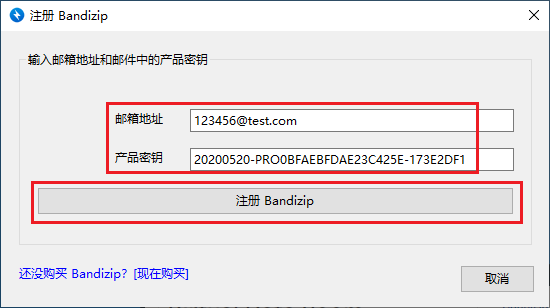 注册 Bandizip
输入邮箱地址和邮件中的产品密钥
邮箱地址 123456@test.com
产品密钥 20200520-PRO0BFAEBFDAE23C425E-173E2DF1
注册 Bandizip
还没购买 Bandizip? [现在购买]
取消